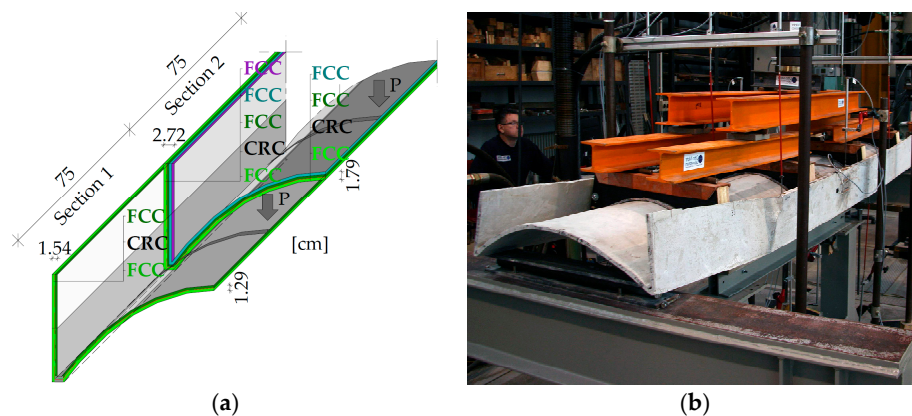 75
Section 2
75
Section 1
2.72
1.54
FCC
FCC
FCC
CRC
FCC
FCC
FCC
CRC
FCC
FCC
CRC
FCC
P
P
1.79
1.29
[cm]
(a)
(b)